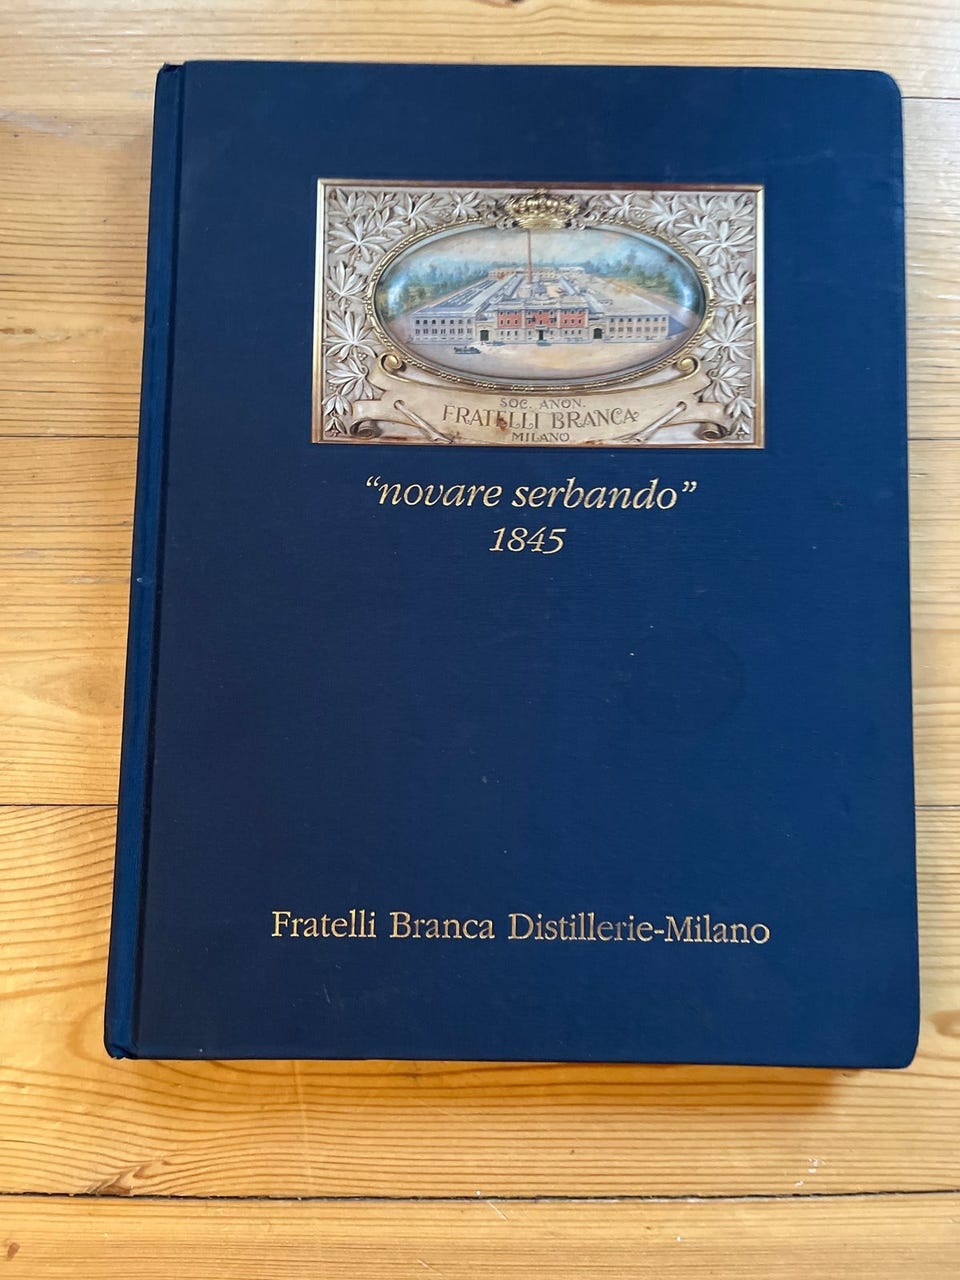 SOC. ANON.
FRATELLI BRANCA
MILANO
“novare serbando”
1845
Fratelli Branca Distillerie-Milano